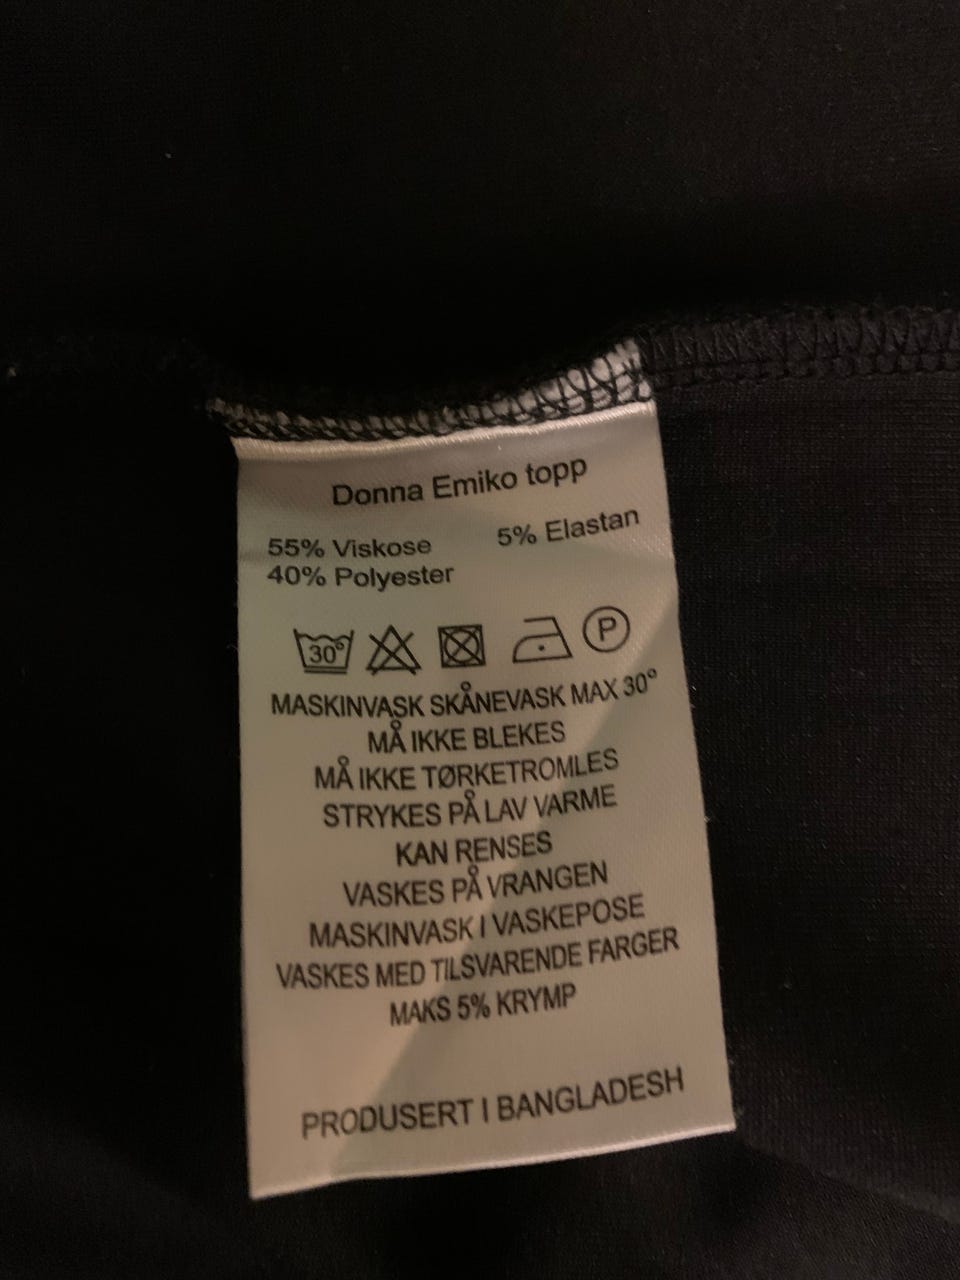 Donna Emiko topp
55% Viskose 5% Elastan
40% Polyester
30° P
MASKINVASK SKÅNEVASK MAX 30°
MÅ IKKE BLEKES
MÅ IKKE TØRKETROMLES
STRYKES PÅ LAV VARME
KAN RENSES
VASKES PÅ VRANGEN
MASKINVASK I VASKEPOSE
VASKES MED TILSVARENDE FARGER
MAKS 5% KRYMP
PRODUSERT I BANGLADESH